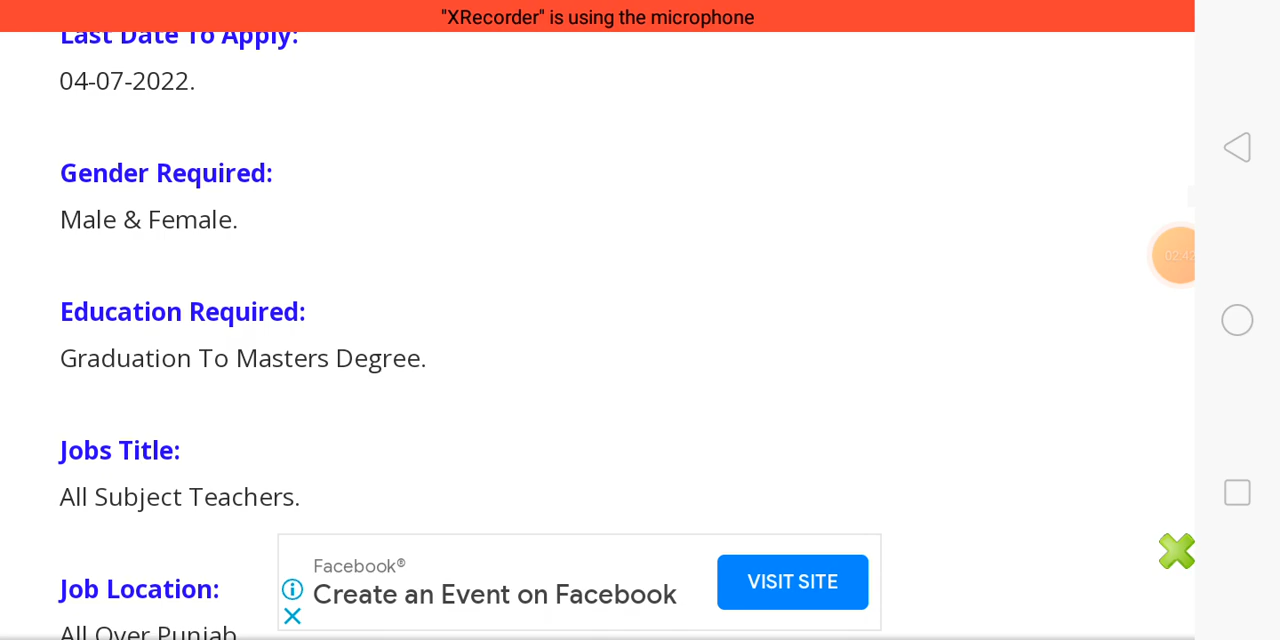 "XRecorder" is using the microphone
Last Date To Apply:
04-07-2022.
Gender Required:
Male & Female.
Education Required:
Graduation To Masters Degree.
Jobs Title:
All Subject Teachers.
Job Location:
All Over Punjab
02:42
Facebook®
Create an Event on Facebook
VISIT SITE